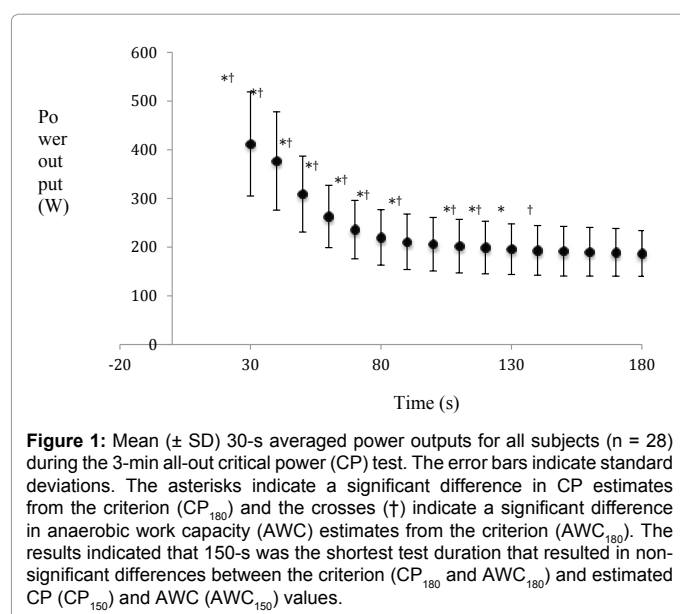 600
*†
500
*†
Po
wer
out
put
(W)
400
*†
*†
300
*†
*†
*†
*†
*†
*
†
200
100
0
-20
30
80
130
180
Time (s)
Figure 1: Mean (± SD) 30-s averaged power outputs for all subjects (n = 28)
during the 3-min all-out critical power (CP) test. The error bars indicate standard
deviations. The asterisks indicate a significant difference in CP estimates
from the criterion (CP₁₈₀) and the crosses (†) indicate a significant difference
in anaerobic work capacity (AWC) estimates from the criterion (AWC₁₈₀). The
results indicated that 150-s was the shortest test duration that resulted in non-
significant differences between the criterion (CP₁₈₀ and AWC₁₈₀) and estimated
CP (CP₁₅₀) and AWC (AWC₁₅₀) values.